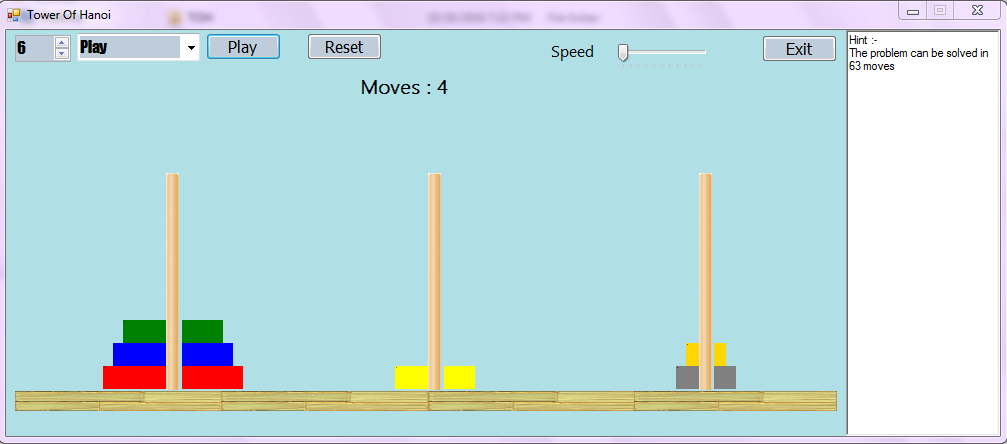 Tower Of Hanoi
6
Play
Play
Reset
Speed
Exit
Hint :-
The problem can be solved in
63 moves
Moves : 4